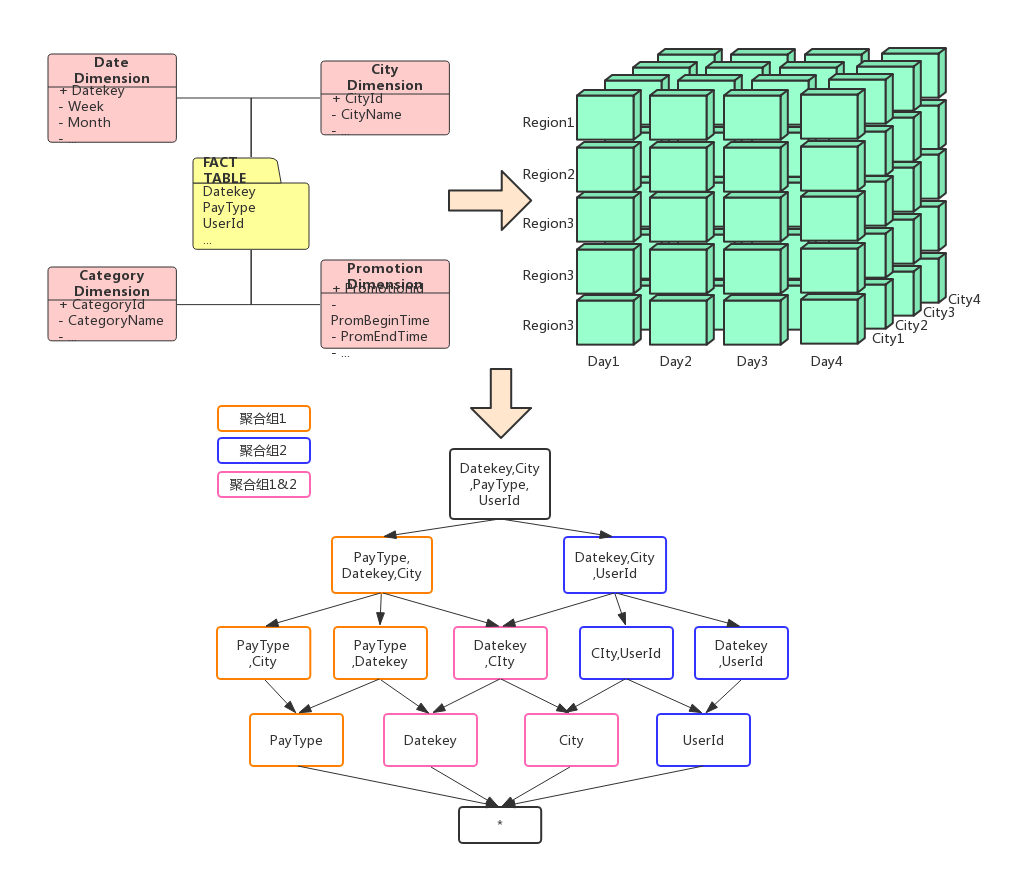 Date
Dimension
+ Datekey
- Week
- Month
- ...
City
Dimension
+ CityId
- CityName
- ...
FACT
TABLE
Datekey
PayType
UserId
...
Category
Dimension
+ CategoryId
- CategoryName
- ...
Promotion
Dimension
+ PromotionId
-
PromBeginTime
- PromEndTime
- ...
Region1
Region2
Region3
Region3
Region3
Day1
Day2
Day3
Day4
City1
City2
City3
City4
聚合组1
聚合组2
聚合组1&2
Datekey,City
,PayType,
UserId
PayType,
Datekey,City
Datekey,City
,UserId
PayType
,City
PayType
,Datekey
Datekey
,CIty
CIty,UserId
Datekey
,UserId
PayType
Datekey
City
UserId
*